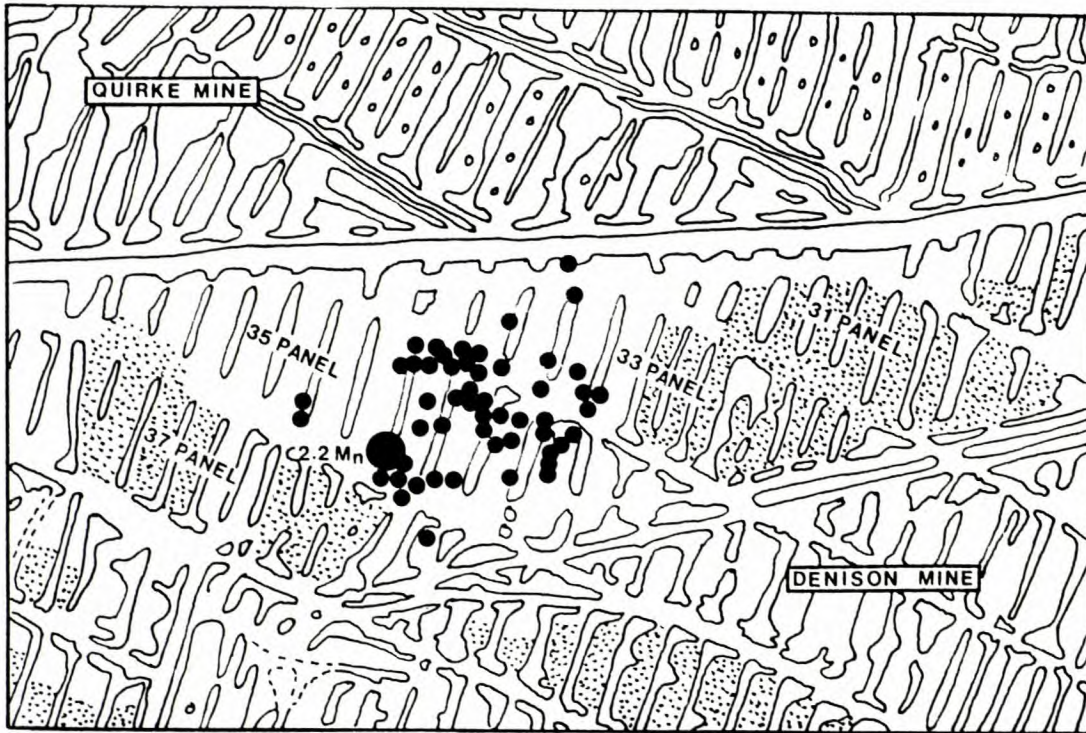 QUIRKE MINE
35 PANEL
31 PANEL
33 PANEL
37 PANEL
2.2 Mn
DENISON MINE